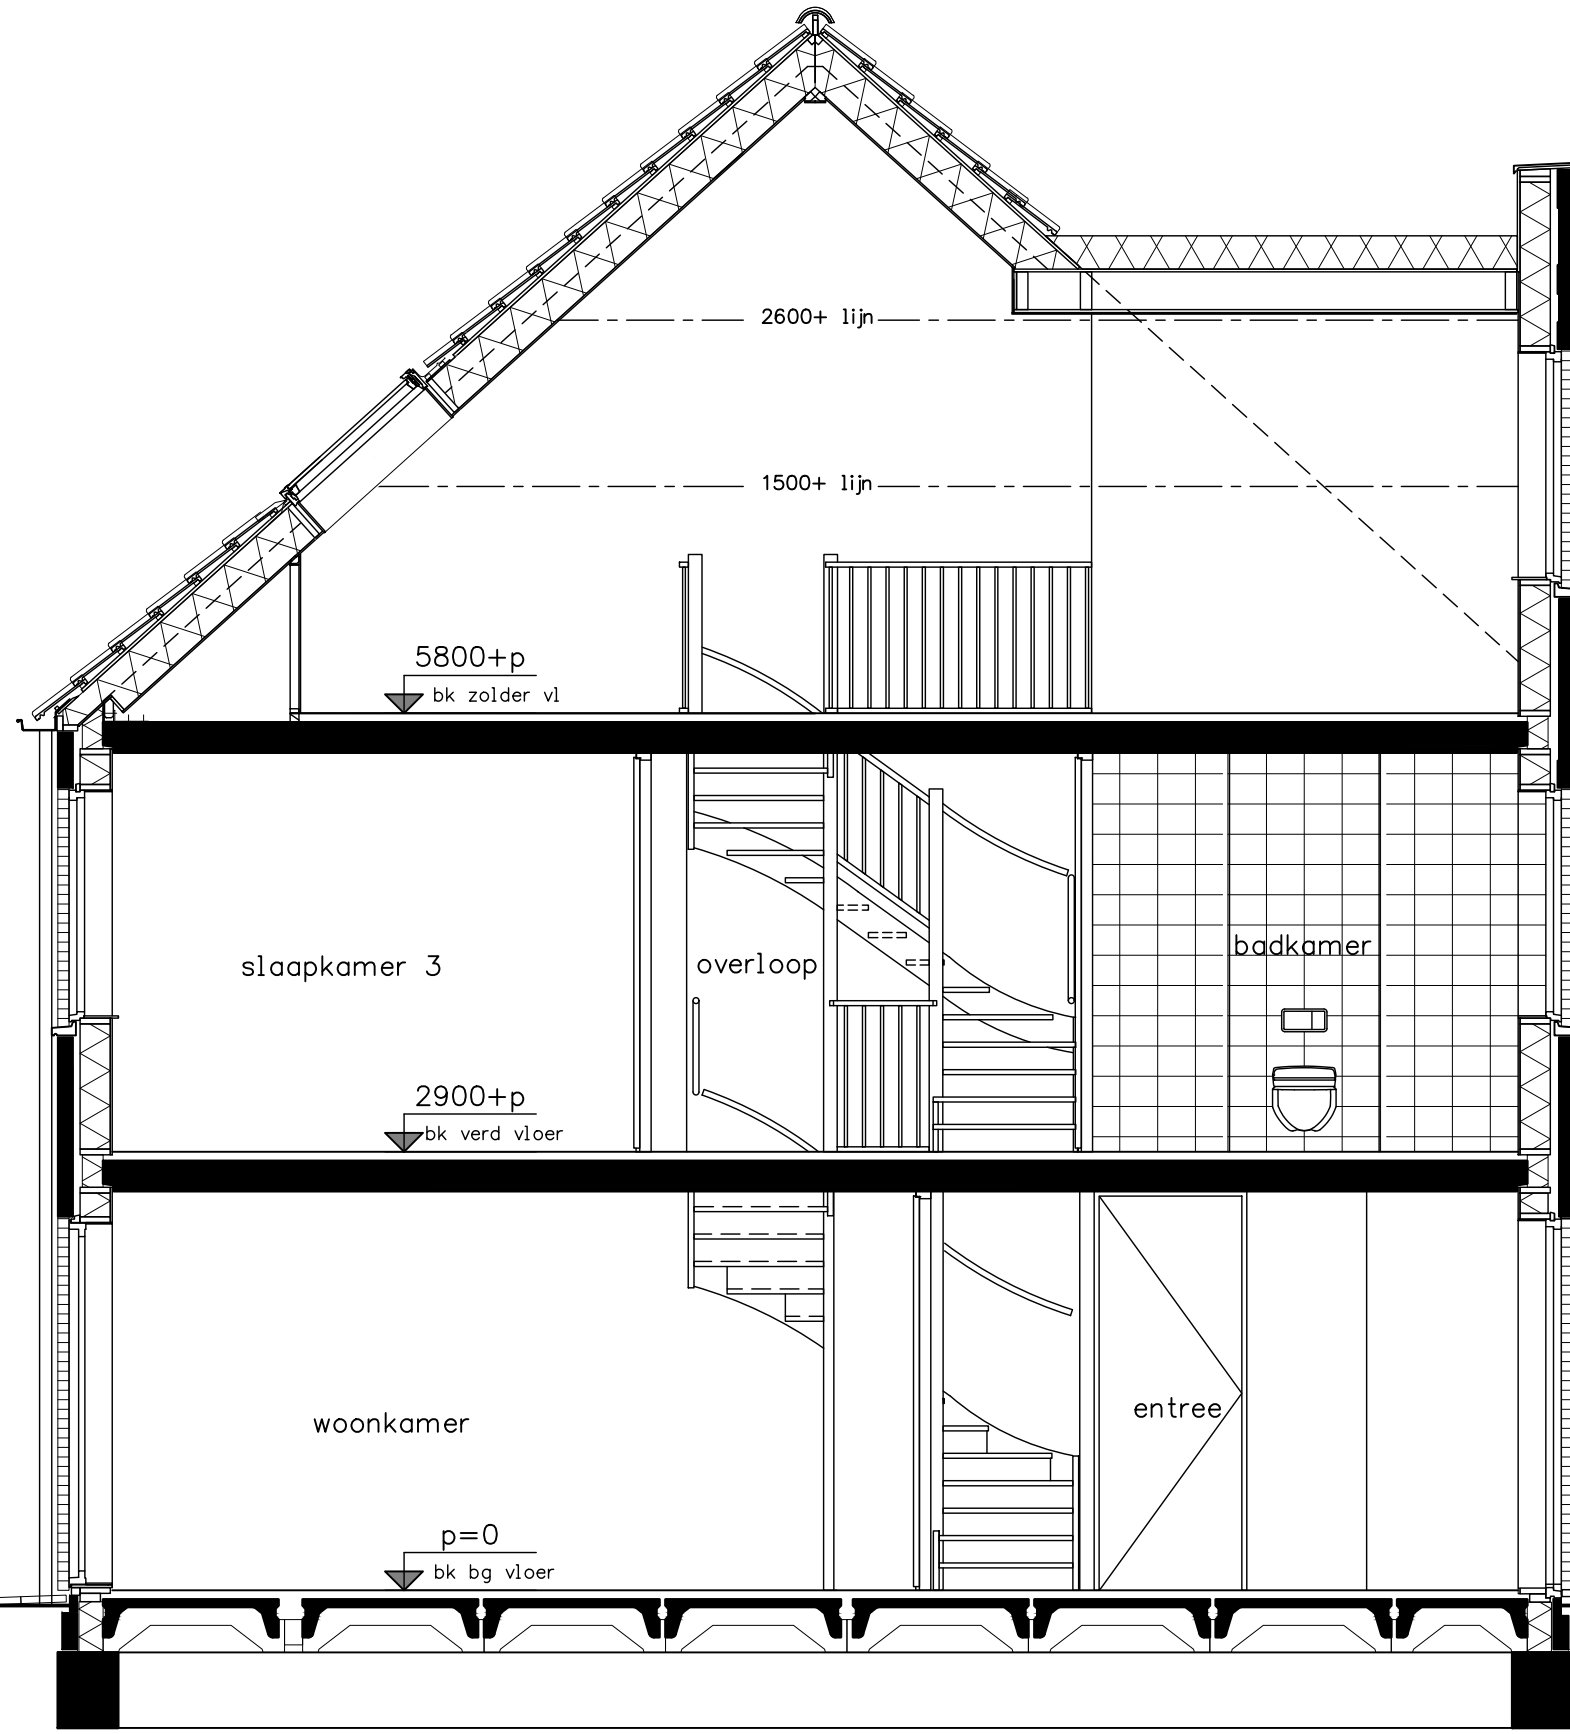 2600+ lijn
1500+ lijn
5800+p
bk zolder vl
slaapkamer 3
overloop
badkamer
2900+p
bk verd vloer
woonkamer
entree
p=0
bk bg vloer